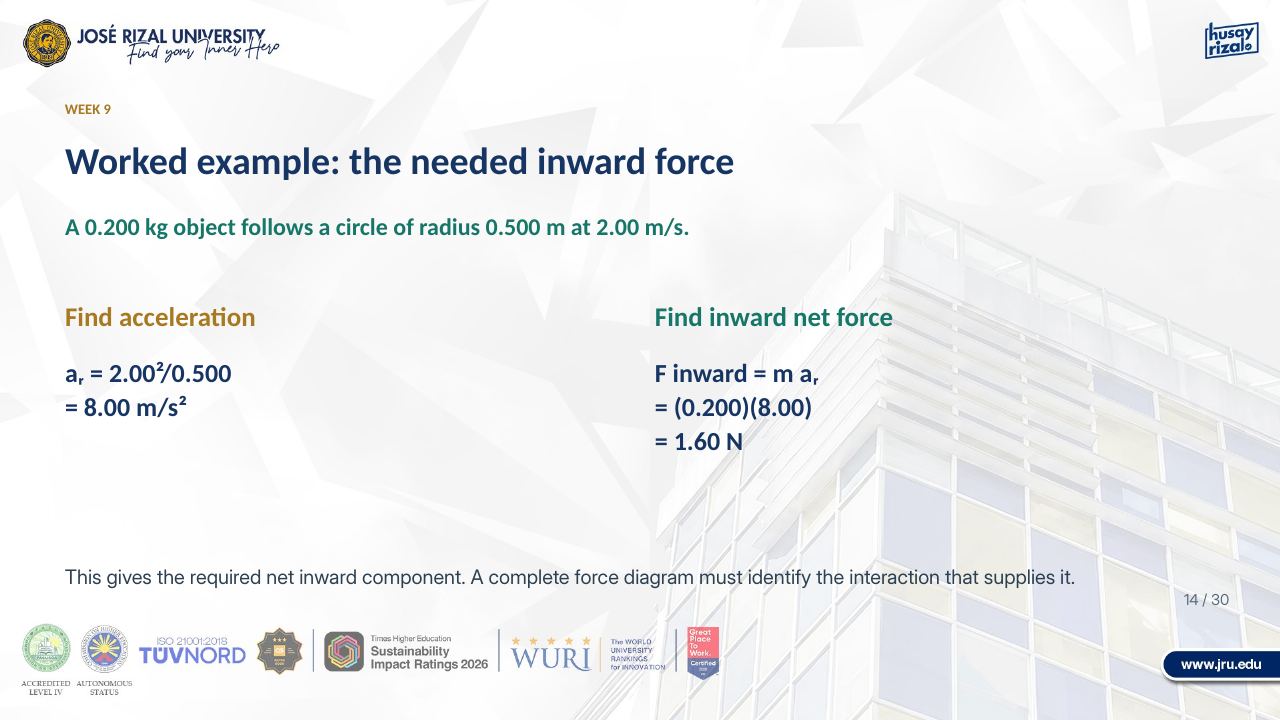 JOSÉ RIZAL UNIVERSITY
Find your Inner Hero
husay
rizal
WEEK 9
Worked example: the needed inward force
A 0.200 kg object follows a circle of radius 0.500 m at 2.00 m/s.
Find acceleration
aᵣ = 2.00²/0.500
= 8.00 m/s²
Find inward net force
F inward = m aᵣ
= (0.200)(8.00)
= 1.60 N
This gives the required net inward component. A complete force diagram must identify the interaction that supplies it.
14 / 30
ACCREDITED
LEVEL IV
AUTONOMOUS
STATUS
ISO 21001:2018
TÜVNORD
Times Higher Education
Sustainability
Impact Ratings 2026
WURI
The WORLD
UNIVERSITY
RANKINGS
for INNOVATION
Great
Place
To
Work.
Certified
www.jru.edu